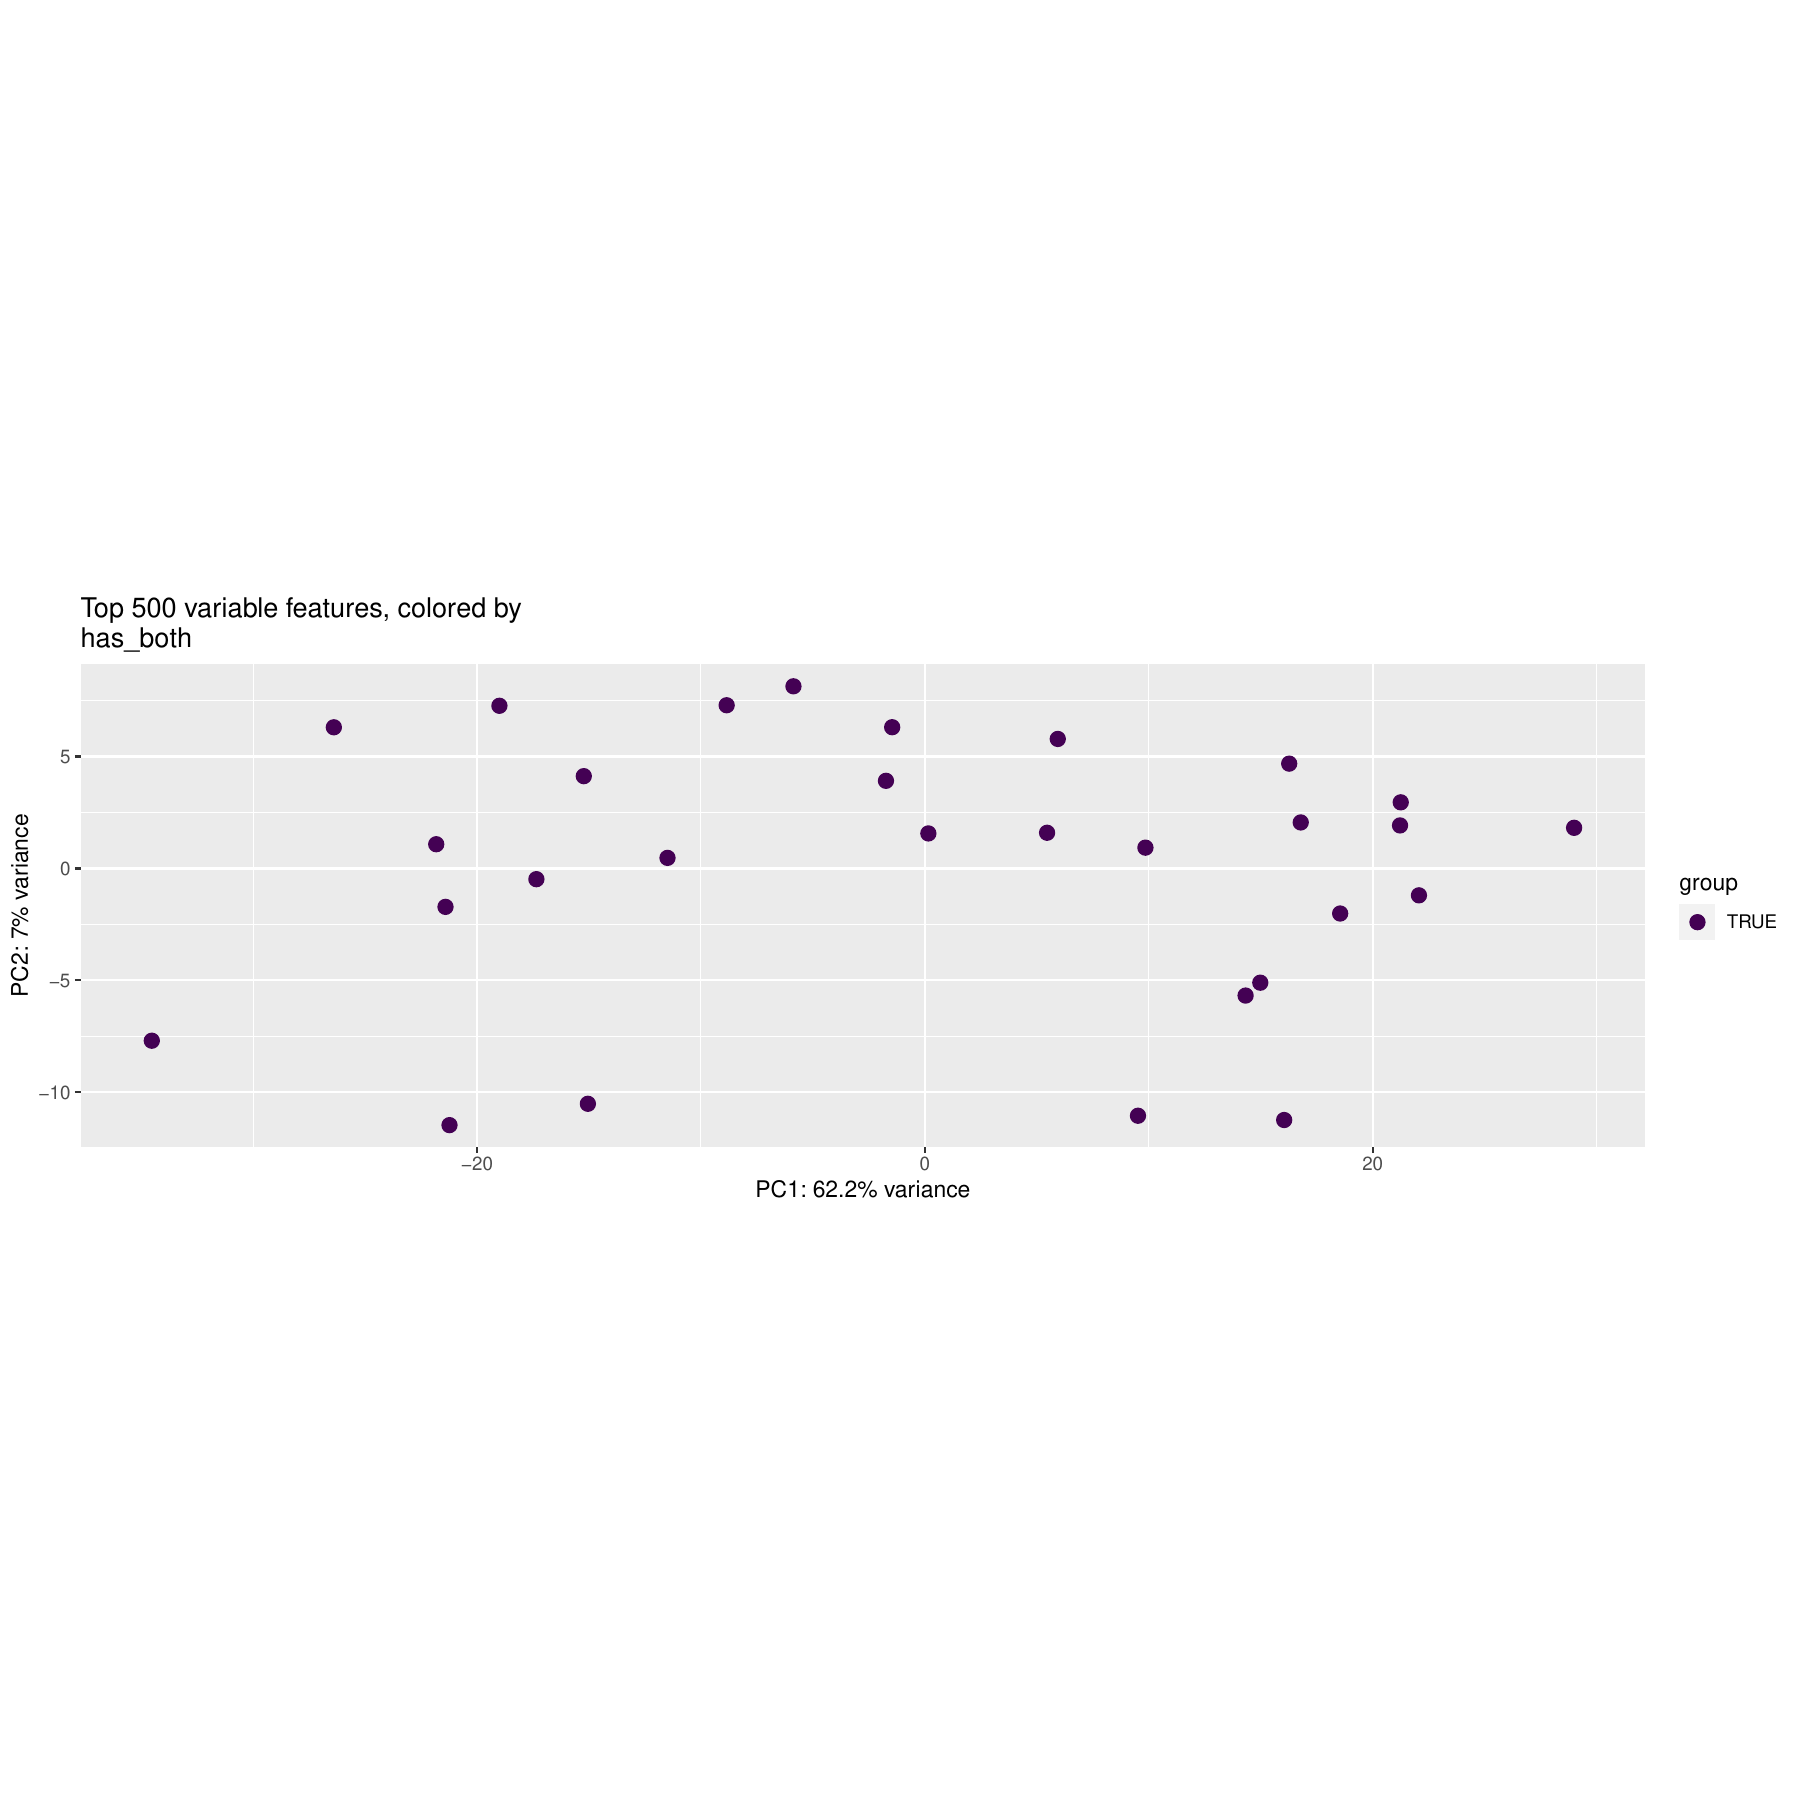 Top 500 variable features, colored by
has_both
5
0
−5
−10
PC2: 7% variance
−20
0
20
PC1: 62.2% variance
group
TRUE